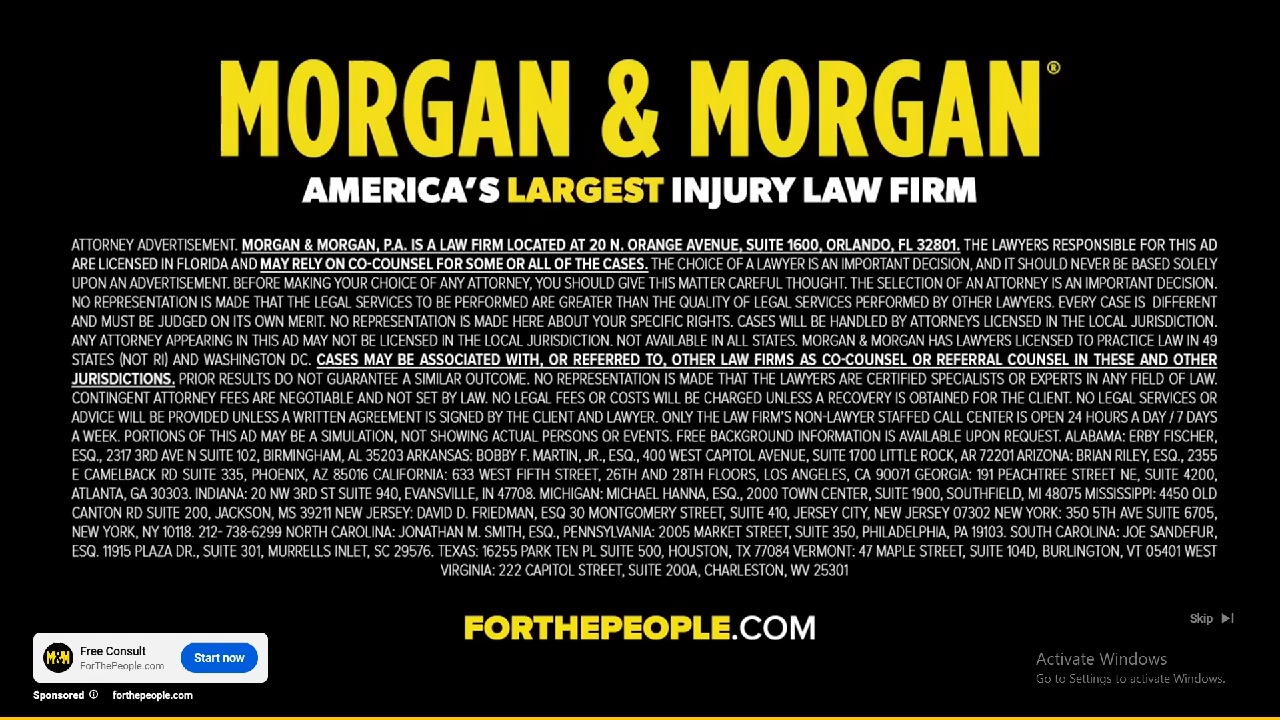 MORGAN & MORGAN®
AMERICA'S LARGEST INJURY LAW FIRM
ATTORNEY ADVERTISEMENT. MORGAN & MORGAN, P.A. IS A LAW FIRM LOCATED AT 20 N. ORANGE AVENUE, SUITE 1600, ORLANDO, FL 32801. THE LAWYERS RESPONSIBLE FOR THIS AD
ARE LICENSED IN FLORIDA AND MAY RELY ON CO-COUNSEL FOR SOME OR ALL OF THE CASES. THE CHOICE OF A LAWYER IS AN IMPORTANT DECISION, AND IT SHOULD NEVER BE BASED SOLELY
UPON AN ADVERTISEMENT. BEFORE MAKING YOUR CHOICE OF ANY ATTORNEY, YOU SHOULD GIVE THIS MATTER CAREFUL THOUGHT. THE SELECTION OF AN ATTORNEY IS AN IMPORTANT DECISION.
NO REPRESENTATION IS MADE THAT THE LEGAL SERVICES TO BE PERFORMED ARE GREATER THAN THE QUALITY OF LEGAL SERVICES PERFORMED BY OTHER LAWYERS. EVERY CASE IS DIFFERENT
AND MUST BE JUDGED ON ITS OWN MERIT. NO REPRESENTATION IS MADE HERE ABOUT YOUR SPECIFIC RIGHTS. CASES WILL BE HANDLED BY ATTORNEYS LICENSED IN THE LOCAL JURISDICTION.
ANY ATTORNEY APPEARING IN THIS AD MAY NOT BE LICENSED IN THE LOCAL JURISDICTION. NOT AVAILABLE IN ALL STATES. MORGAN & MORGAN HAS LAWYERS LICENSED TO PRACTICE LAW IN 49
STATES (NOT RI) AND WASHINGTON DC. CASES MAY BE ASSOCIATED WITH, OR REFERRED TO, OTHER LAW FIRMS AS CO-COUNSEL OR REFERRAL COUNSEL IN THESE AND OTHER
JURISDICTIONS. PRIOR RESULTS DO NOT GUARANTEE A SIMILAR OUTCOME. NO REPRESENTATION IS MADE THAT THE LAWYERS ARE CERTIFIED SPECIALISTS OR EXPERTS IN ANY FIELD OF LAW.
CONTINGENT ATTORNEY FEES ARE NEGOTIABLE AND NOT SET BY LAW. NO LEGAL FEES OR COSTS WILL BE CHARGED UNLESS A RECOVERY IS OBTAINED FOR THE CLIENT. NO LEGAL SERVICES OR
ADVICE WILL BE PROVIDED UNLESS A WRITTEN AGREEMENT IS SIGNED BY THE CLIENT AND LAWYER. ONLY THE LAW FIRM'S NON-LAWYER STAFFED CALL CENTER IS OPEN 24 HOURS A DAY / 7 DAYS
A WEEK. PORTIONS OF THIS AD MAY BE A SIMULATION, NOT SHOWING ACTUAL PERSONS OR EVENTS. FREE BACKGROUND INFORMATION IS AVAILABLE UPON REQUEST. ALABAMA: ERBY FISCHER,
ESQ., 2317 3RD AVE N SUITE 102, BIRMINGHAM, AL 35203 ARKANSAS: BOBBY F. MARTIN, JR., ESQ., 400 WEST CAPITOL AVENUE, SUITE 1700 LITTLE ROCK, AR 72201 ARIZONA: BRIAN RILEY, ESQ., 2355
E CAMELBACK RD SUITE 335, PHOENIX, AZ 85016 CALIFORNIA: 633 WEST FIFTH STREET, 26TH AND 28TH FLOORS, LOS ANGELES, CA 90071 GEORGIA: 191 PEACHTREE STREET NE, SUITE 4200,
ATLANTA, GA 30303. INDIANA: 20 NW 3RD ST SUITE 940, EVANSVILLE, IN 47708. MICHIGAN: MICHAEL HANNA, ESQ., 2000 TOWN CENTER, SUITE 1900, SOUTHFIELD, MI 48075 MISSISSIPPI: 4450 OLD
CANTON RD SUITE 200, JACKSON, MS 39211 NEW JERSEY: DAVID D. FRIEDMAN, ESQ 30 MONTGOMERY STREET, SUITE 410, JERSEY CITY, NEW JERSEY 07302 NEW YORK: 350 5TH AVE SUITE 6705,
NEW YORK, NY 10118. 212- 738-6299 NORTH CAROLINA: JONATHAN M. SMITH, ESQ., PENNSYLVANIA: 2005 MARKET STREET, SUITE 350, PHILADELPHIA, PA 19103. SOUTH CAROLINA: JOE SANDEFUR,
ESQ. 11915 PLAZA DR., SUITE 301, MURRELLS INLET, SC 29576. TEXAS: 16255 PARK TEN PL SUITE 500, HOUSTON, TX 77084 VERMONT: 47 MAPLE STREET, SUITE 104D, BURLINGTON, VT 05401 WEST
VIRGINIA: 222 CAPITOL STREET, SUITE 200A, CHARLESTON, WV 25301
FORTHEPEOPLE.COM
Skip
M&M
Free Consult
ForThePeople.com
Start now
Activate Windows
Go to Settings to activate Windows.
Sponsored
forthepeople.com